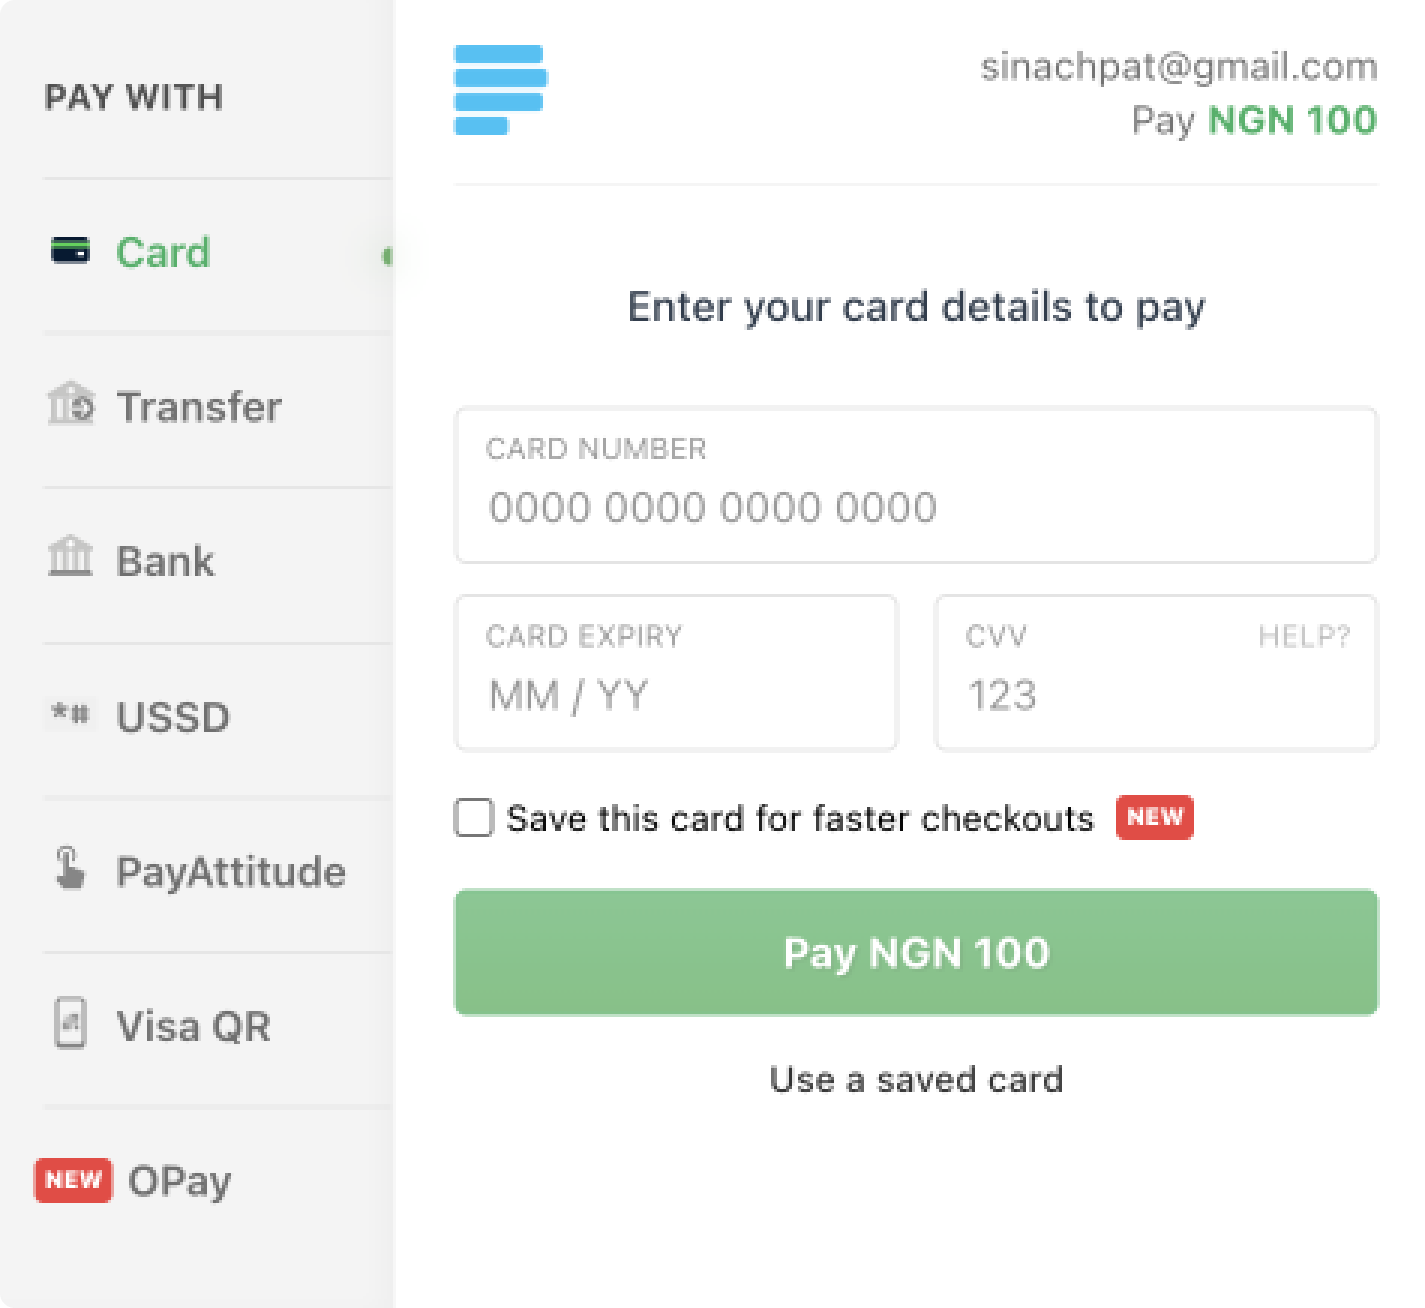 PAY WITH
Card
Transfer
Bank
*# USSD
PayAttitude
Visa QR
NEW OPay
sinachpat@gmail.com
Pay NGN 100
Enter your card details to pay
CARD NUMBER
0000 0000 0000 0000
CARD EXPIRY
MM / YY
CVV HELP?
123
Save this card for faster checkouts NEW
Pay NGN 100
Use a saved card